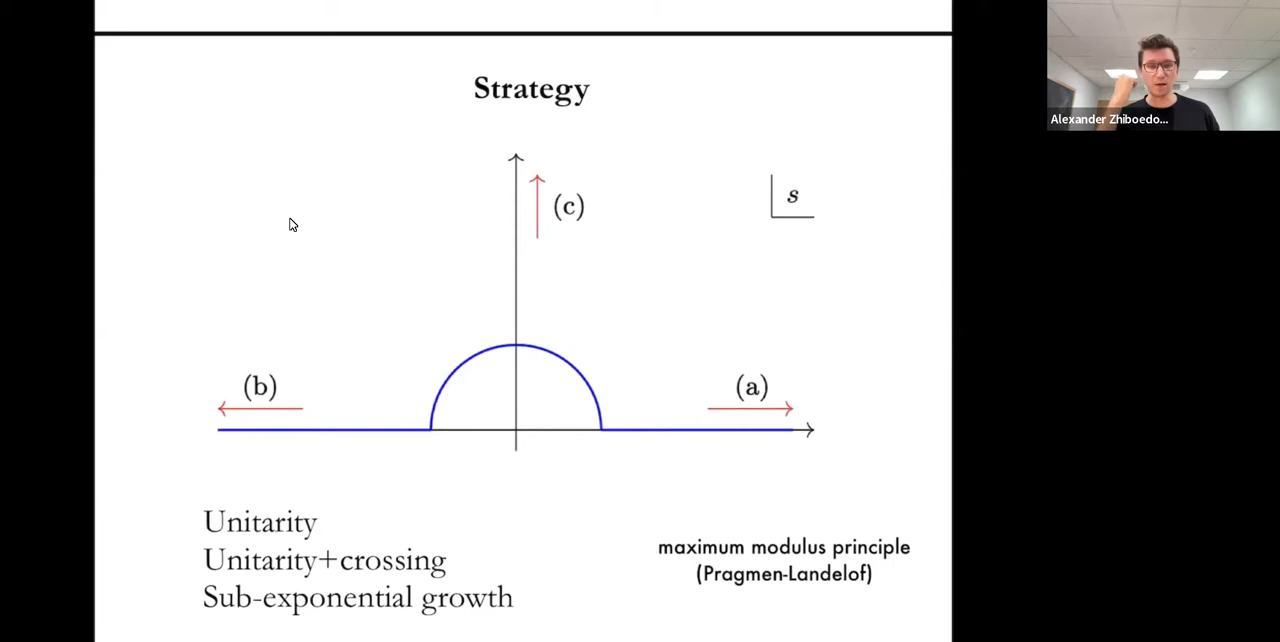 Strategy
(c)
s
(b)
(a)
Unitarity
Unitarity+crossing
Sub-exponential growth
maximum modulus principle
(Pragmen-Landelof)
Alexander Zhiboedo...